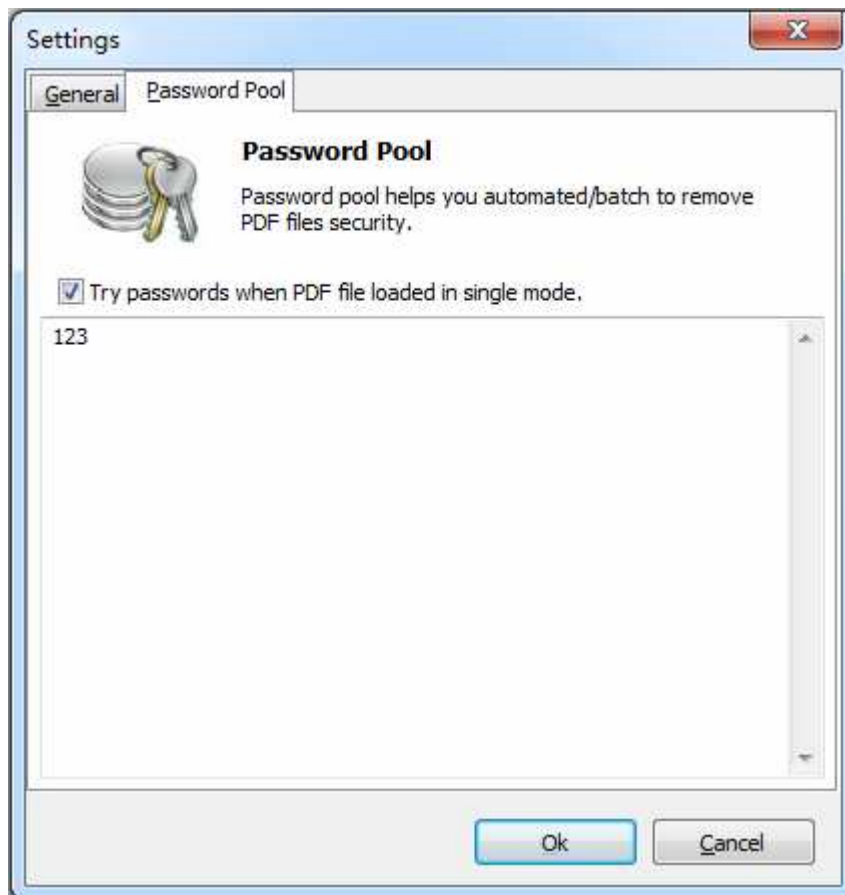 Settings
General
Password Pool
Password Pool
Password pool helps you automated/batch to remove
PDF files security.
Try passwords when PDF file loaded in single mode.
123
Ok
Cancel